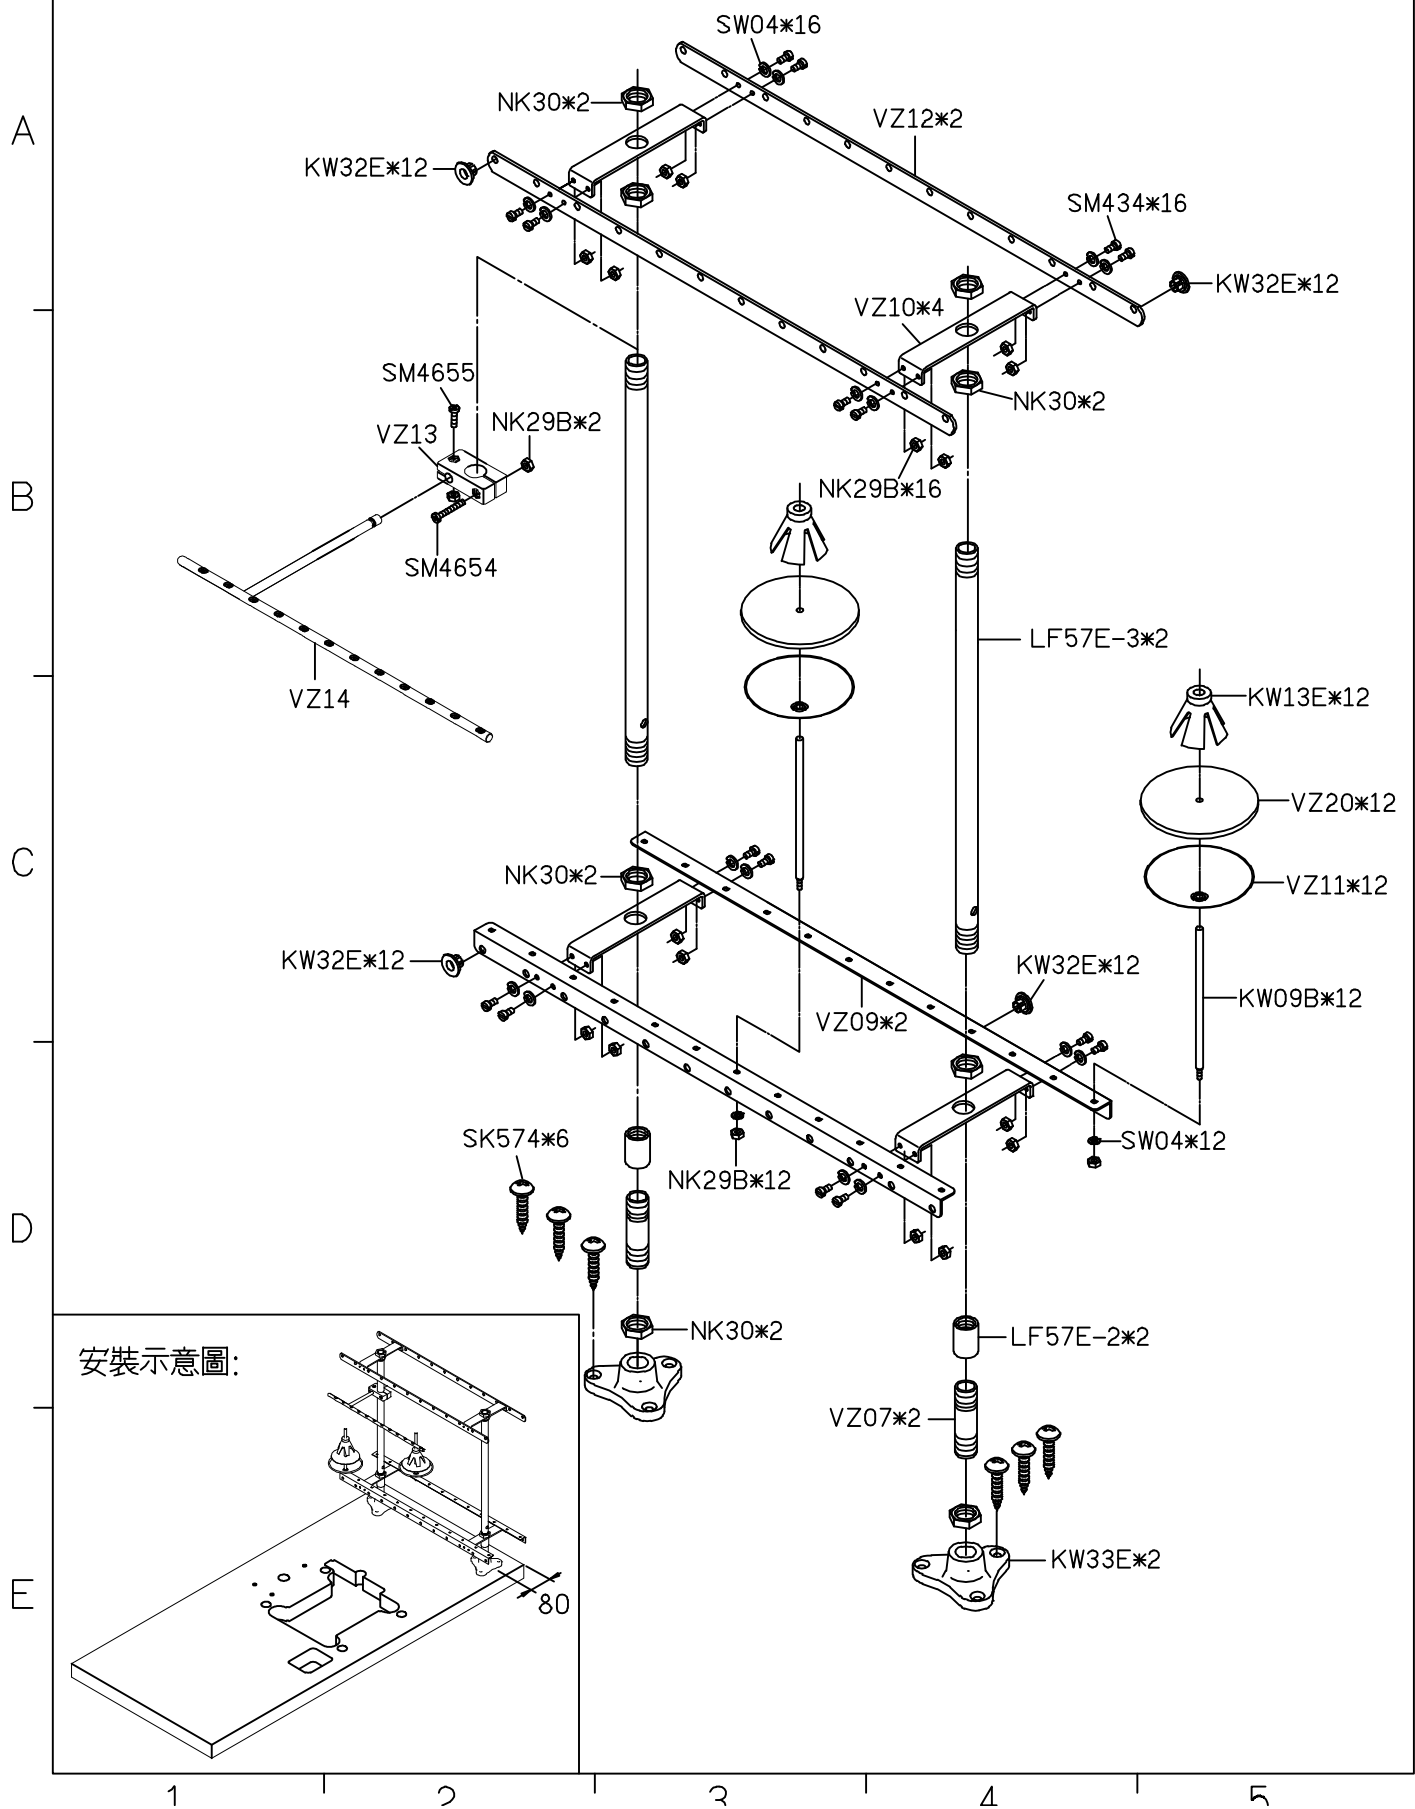 SW04*16
NK30*2
VZ12*2
A
KW32E*12
SM434*16
KW32E*12
VZ10*4
SM4655
NK30*2
NK29B*2
VZ13
B
NK29B*16
SM4654
LF57E-3*2
VZ14
KW13E*12
VZ20*12
C
NK30*2
VZ11*12
KW32E*12
KW32E*12
KW09B*12
VZ09*2
SK574*6
SW04*12
NK29B*12
D
NK30*2
LF57E-2*2
安裝示意圖:
VZ07*2
KW33E*2
E
80
1 2 3 4 5